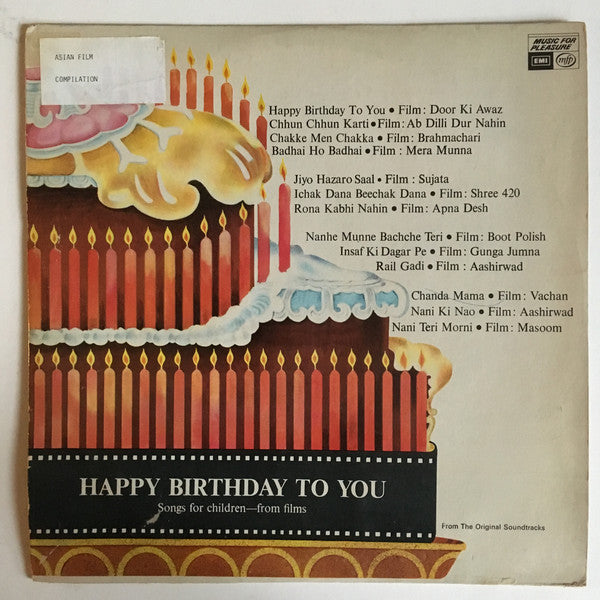 ASIAN FILM
COMPILATION
MUSIC FOR
PLEASURE
EMI mfp
Happy Birthday To You • Film : Door Ki Awaz
Chhun Chhun Karti • Film : Ab Dilli Dur Nahin
Chakke Men Chakka • Film : Brahmachari
Badhai Ho Badhai • Film : Mera Munna
Jiyo Hazaro Saal • Film : Sujata
Ichak Dana Beechak Dana • Film : Shree 420
Rona Kabhi Nahin • Film : Apna Desh
Nanhe Munne Bachche Teri • Film : Boot Polish
Insaf Ki Dagar Pe • Film : Gunga Jumna
Rail Gadi • Film : Aashirwad
Chanda Mama • Film : Vachan
Nani Ki Nao • Film : Aashirwad
Nani Teri Morni • Film : Masoom
HAPPY BIRTHDAY TO YOU
Songs for children—from films
From The Original Soundtracks